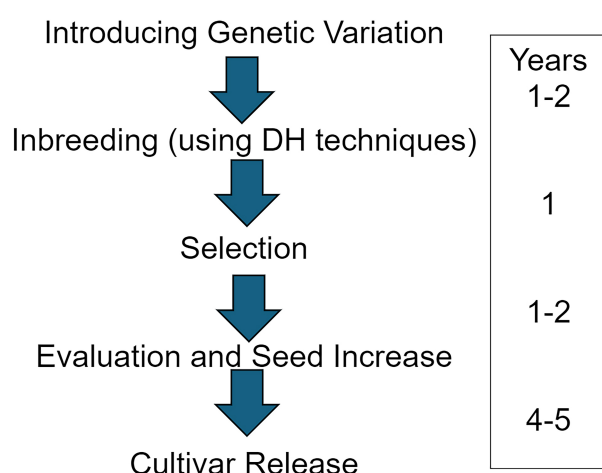 Introducing Genetic Variation
Years
1-2
Inbreeding (using DH techniques)
1
Selection
1-2
Evaluation and Seed Increase
4-5
Cultivar Release